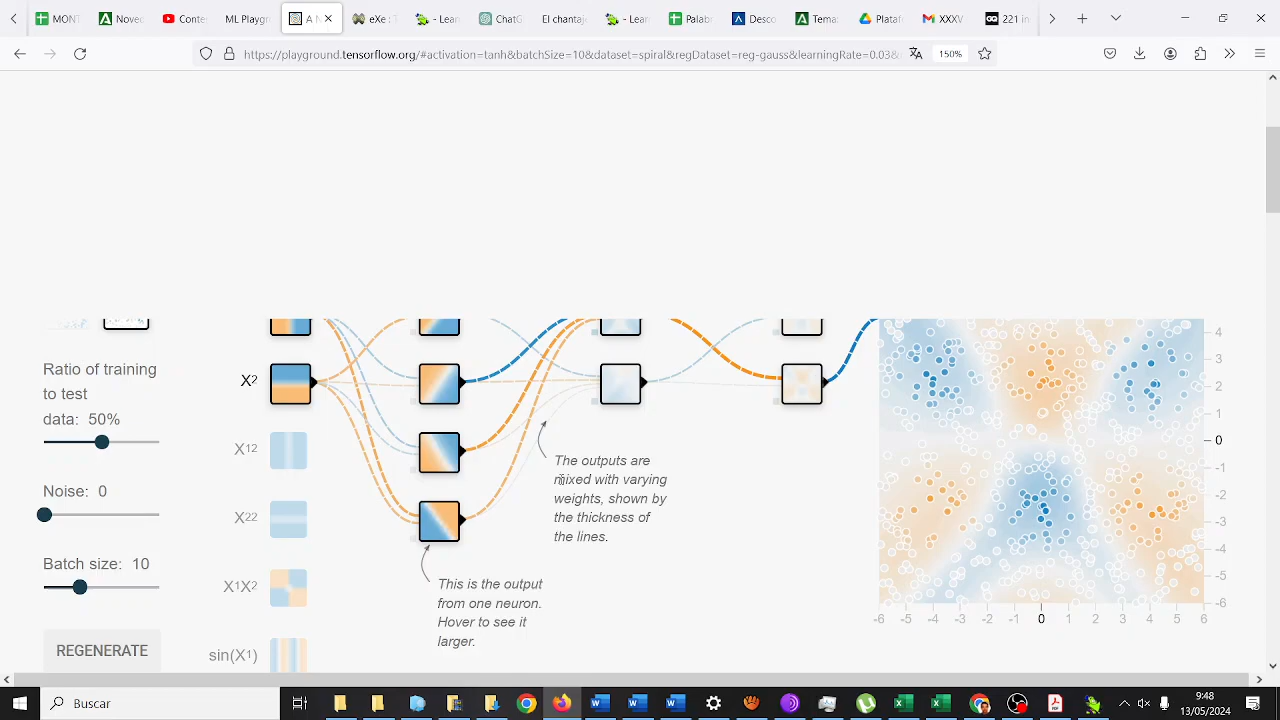 MONT
Noved
Conte
ML Playgr
A N
eXe :
- Learn
ChatG
El chantaj
- Learn
Palabr
Desco
Tema:
Platafo
XXXV
221 in
https://playground.tensorflow.org/#activation=tanh&batchSize=10&dataset=spiral&regDataset=reg-gauss&learningRate=0.03&
150%
Ratio of training
to test
data: 50%
Noise: 0
Batch size: 10
REGENERATE
X2
X12
X22
X1X2
sin(X1)
The outputs are
mixed with varying
weights, shown by
the thickness of
the lines.
This is the output
from one neuron.
Hover to see it
larger.
4
3
2
1
0
-1
-2
-3
-4
-5
-6
-6 -5 -4 -3 -2 -1 0 1 2 3 4 5 6
Buscar
9:48
13/05/2024